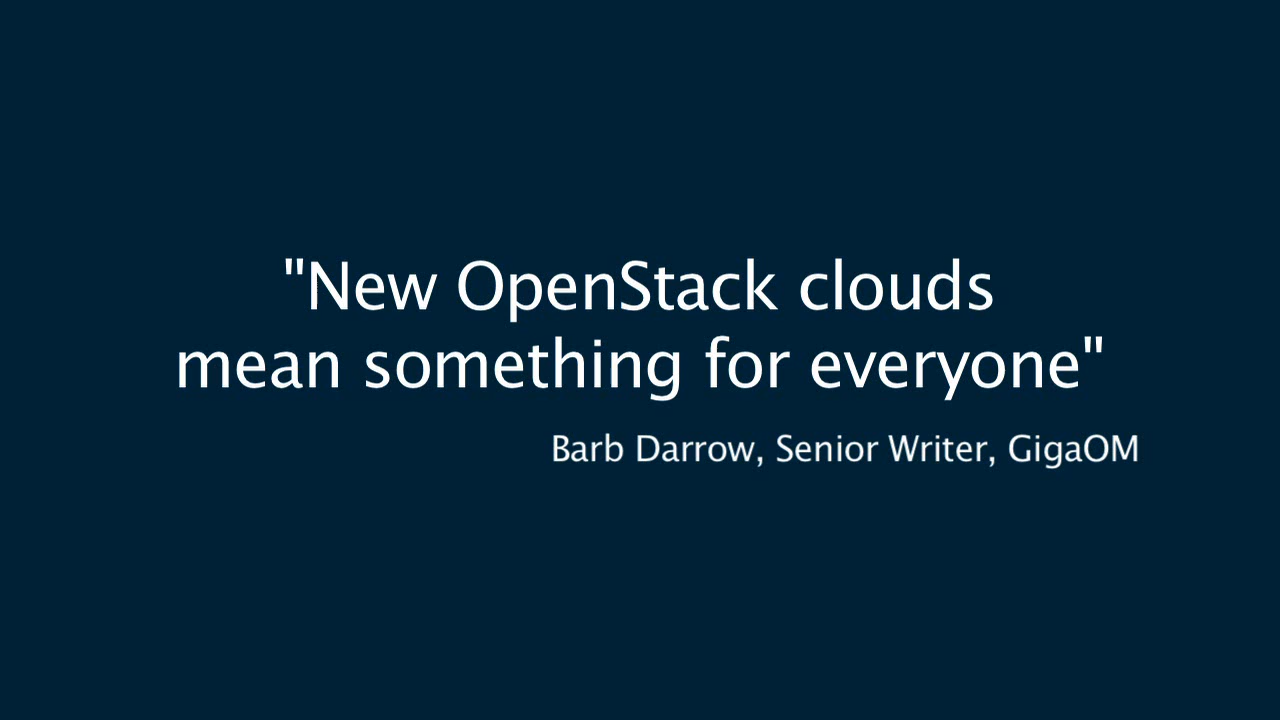 "New OpenStack clouds
mean something for everyone"
Barb Darrow, Senior Writer, GigaOM